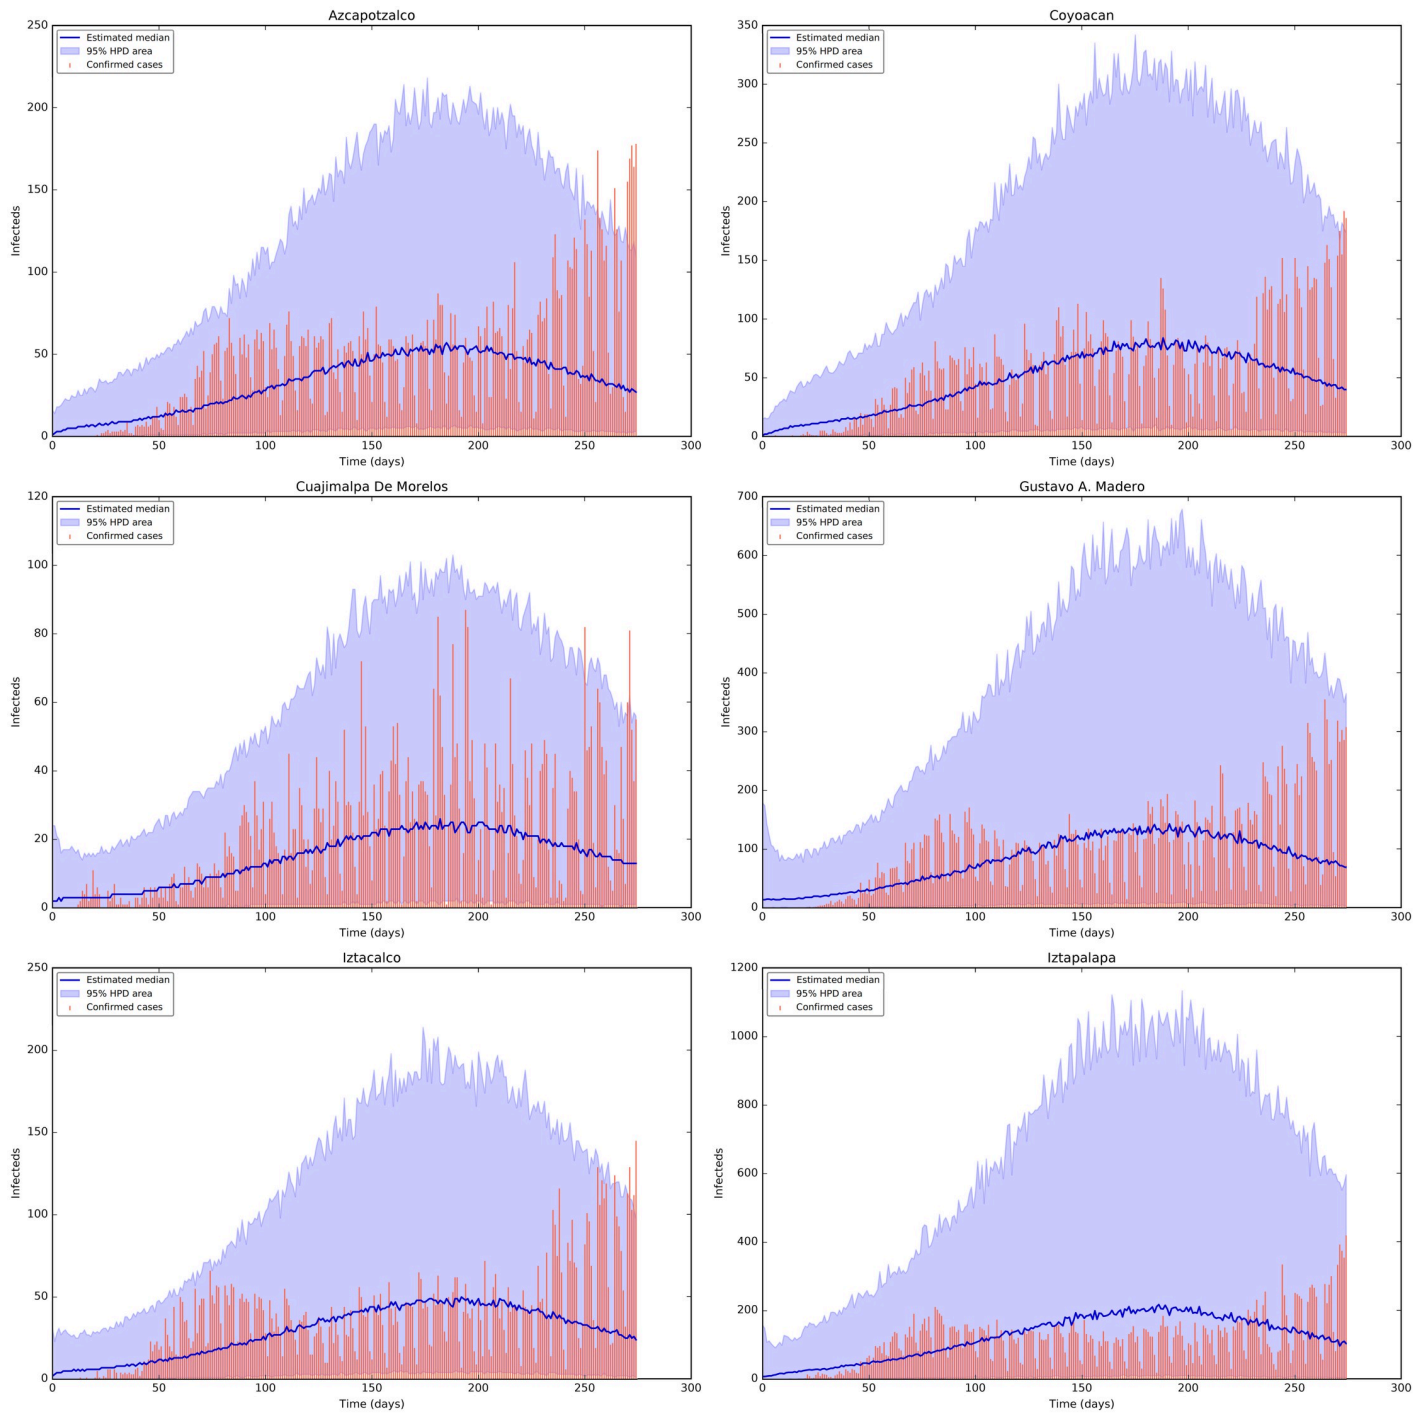 Azcapotzalco
250
200
150
100
50
0
Infecteds
Estimated median
95% HPD area
Confirmed cases
0 50 100 150 200 250 300
Time (days)
Coyoacan
350
300
250
200
150
100
50
0
Infecteds
Estimated median
95% HPD area
Confirmed cases
0 50 100 150 200 250 300
Time (days)
Cuajimalpa De Morelos
120
100
80
60
40
20
0
Infecteds
Estimated median
95% HPD area
Confirmed cases
0 50 100 150 200 250 300
Time (days)
Gustavo A. Madero
700
600
500
400
300
200
100
0
Infecteds
Estimated median
95% HPD area
Confirmed cases
0 50 100 150 200 250 300
Time (days)
Iztacalco
250
200
150
100
50
0
Infecteds
Estimated median
95% HPD area
Confirmed cases
0 50 100 150 200 250 300
Time (days)
Iztapalapa
1200
1000
800
600
400
200
0
Infecteds
Estimated median
95% HPD area
Confirmed cases
0 50 100 150 200 250 300
Time (days)